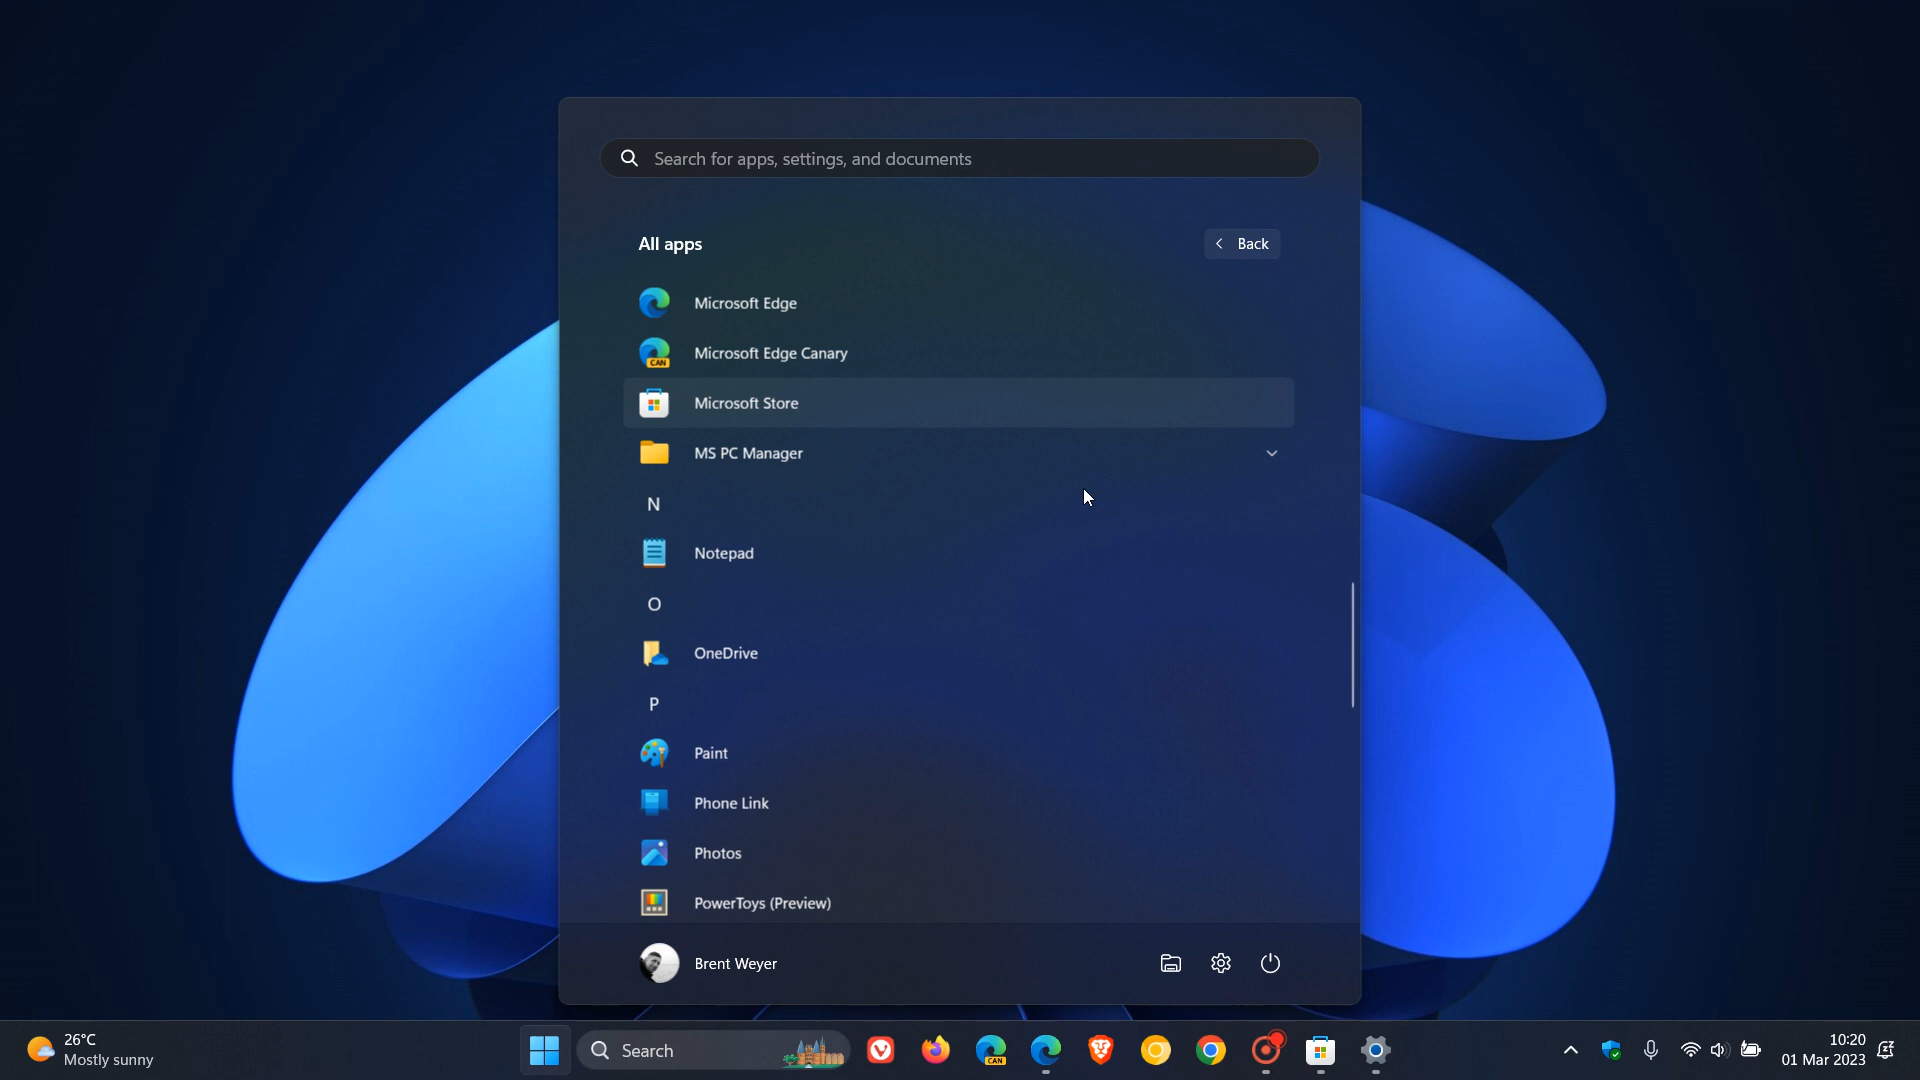 Search for apps, settings, and documents
All apps
Back
Microsoft Edge
CAN
Microsoft Edge Canary
Microsoft Store
MS PC Manager
N
Notepad
O
OneDrive
P
Paint
Phone Link
Photos
PowerToys (Preview)
Brent Weyer
26°C
Mostly sunny
Search
CAN
10:20
01 Mar 2023